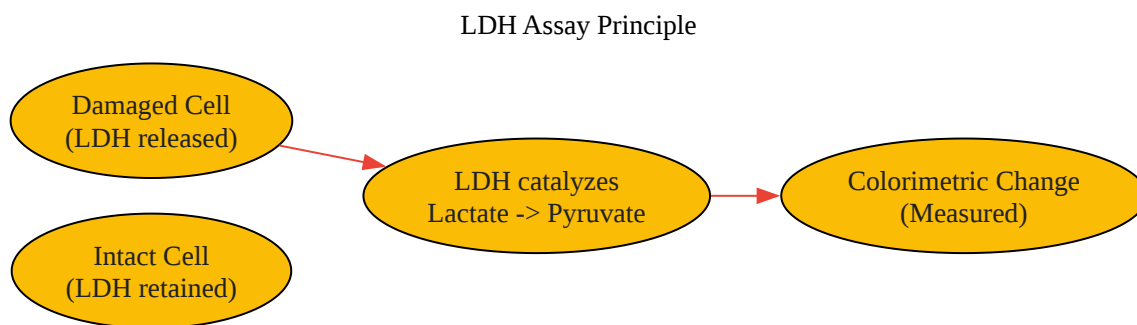 LDH Assay Principle
Damaged Cell
(LDH released)
LDH catalyzes
Lactate -> Pyruvate
Colorimetric Change
(Measured)
Intact Cell
(LDH retained)